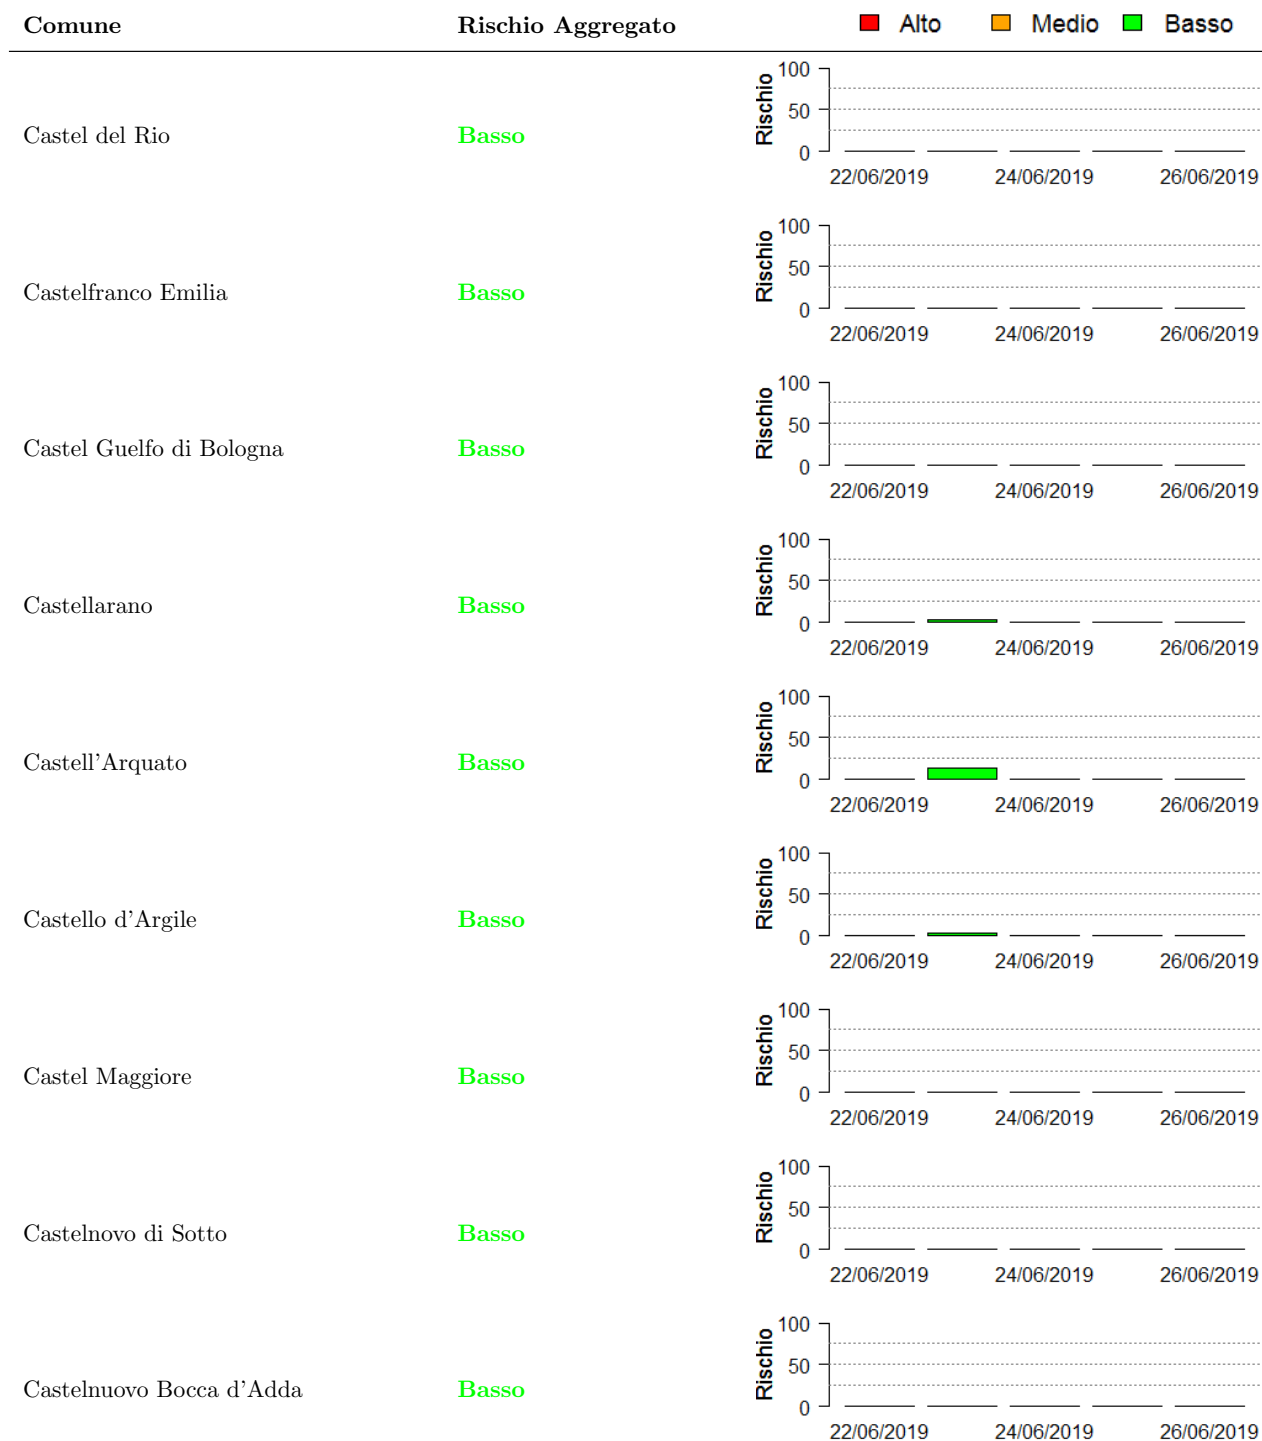 Comune Rischio Aggregato Alto Medio Basso
Castel del Rio Basso Rischio 100 50 0
22/06/2019 24/06/2019 26/06/2019
Castelfranco Emilia Basso Rischio 100 50 0
22/06/2019 24/06/2019 26/06/2019
Castel Guelfo di Bologna Basso Rischio 100 50 0
22/06/2019 24/06/2019 26/06/2019
Castellarano Basso Rischio 100 50 0
22/06/2019 24/06/2019 26/06/2019
Castell'Arquato Basso Rischio 100 50 0
22/06/2019 24/06/2019 26/06/2019
Castello d'Argile Basso Rischio 100 50 0
22/06/2019 24/06/2019 26/06/2019
Castel Maggiore Basso Rischio 100 50 0
22/06/2019 24/06/2019 26/06/2019
Castelnovo di Sotto Basso Rischio 100 50 0
22/06/2019 24/06/2019 26/06/2019
Castelnuovo Bocca d'Adda Basso Rischio 100 50 0
22/06/2019 24/06/2019 26/06/2019